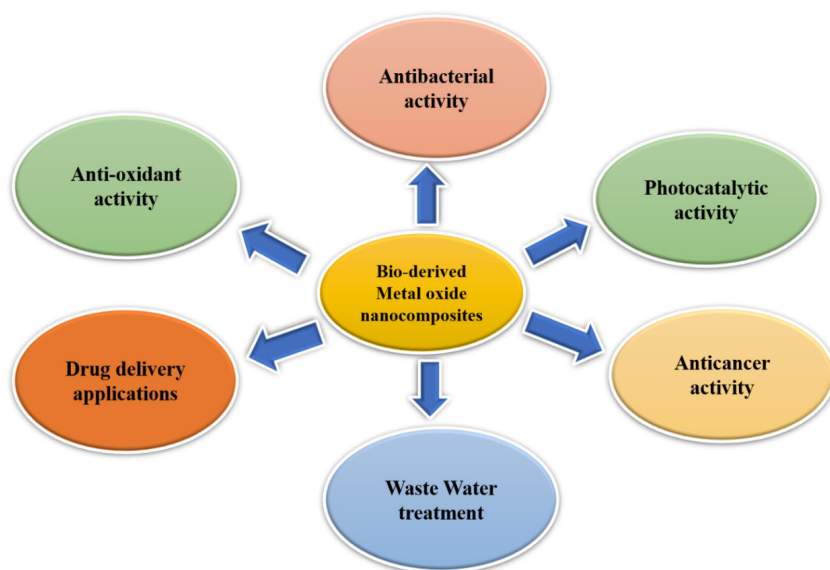 Antibacterial
activity
Anti-oxidant
activity
Photocatalytic
activity
Bio-derived
Metal oxide
nanocomposites
Drug delivery
applications
Anticancer
activity
Waste Water
treatment